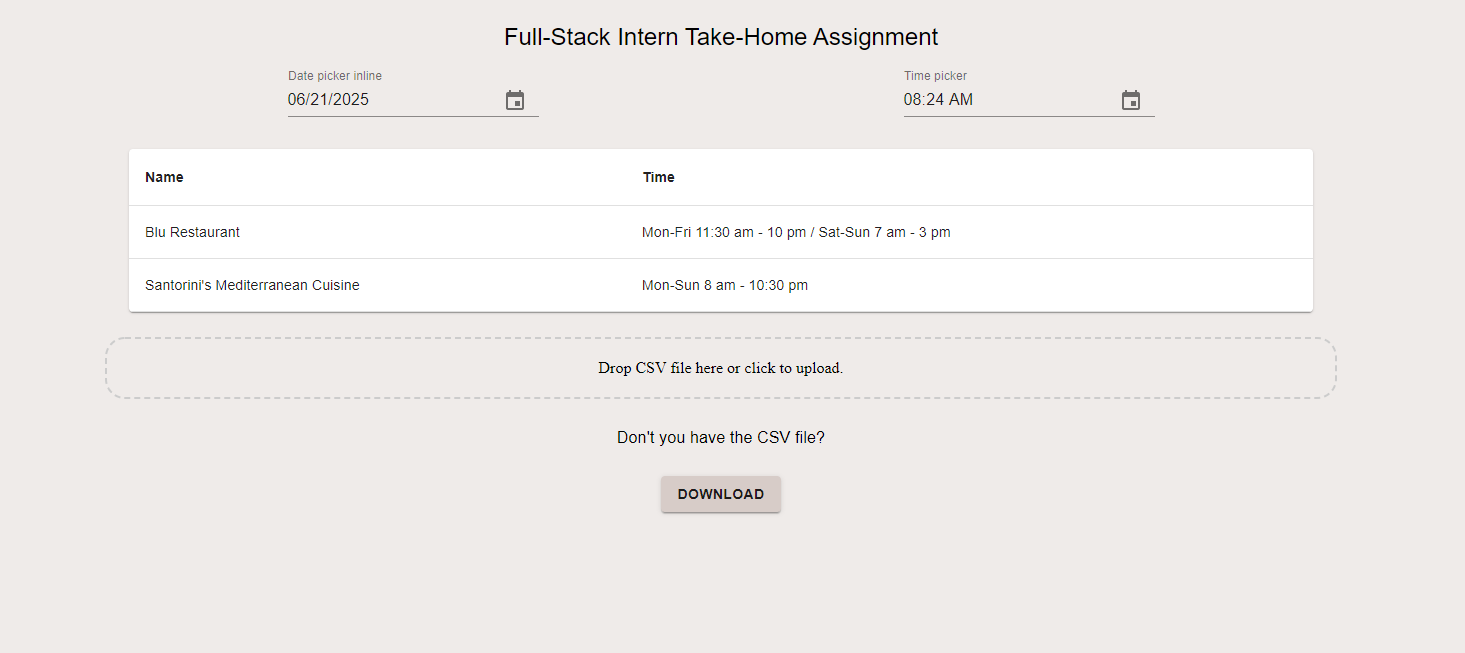 Full-Stack Intern Take-Home Assignment
Date picker inline
Time picker
06/21/2025
08:24 AM
Name Time
Blu Restaurant Mon-Fri 11:30 am - 10 pm / Sat-Sun 7 am - 3 pm
Santorini's Mediterranean Cuisine Mon-Sun 8 am - 10:30 pm
Drop CSV file here or click to upload.
Don't you have the CSV file?
DOWNLOAD